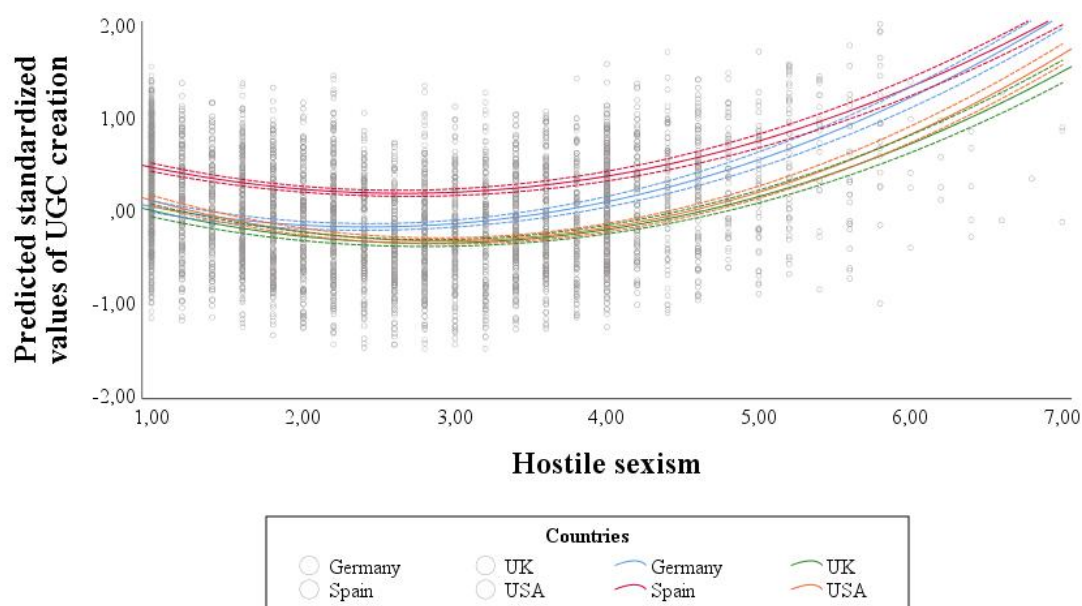 2,00
1,00
,00
-1,00
-2,00
Predicted standardized
values of UGC creation
1,00 2,00 3,00 4,00 5,00 6,00 7,00
Hostile sexism
Countries
Germany UK Germany UK
Spain USA Spain USA